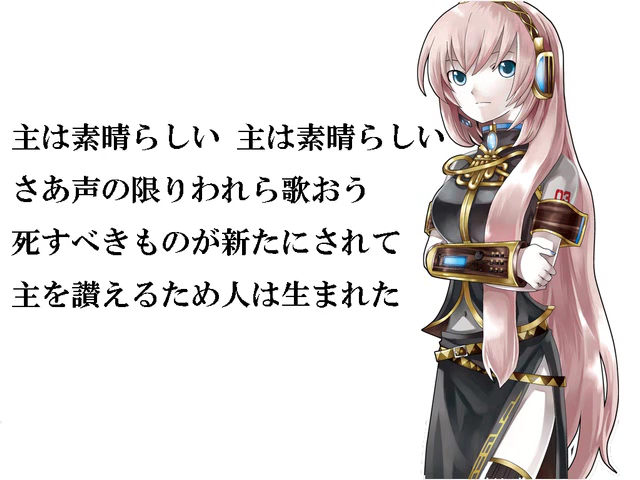 主は素晴らしい 主は素晴らしい
さあ声の限りわれら歌おう
死すべきものが新たにされて
主を讃えるため人は生まれた
03